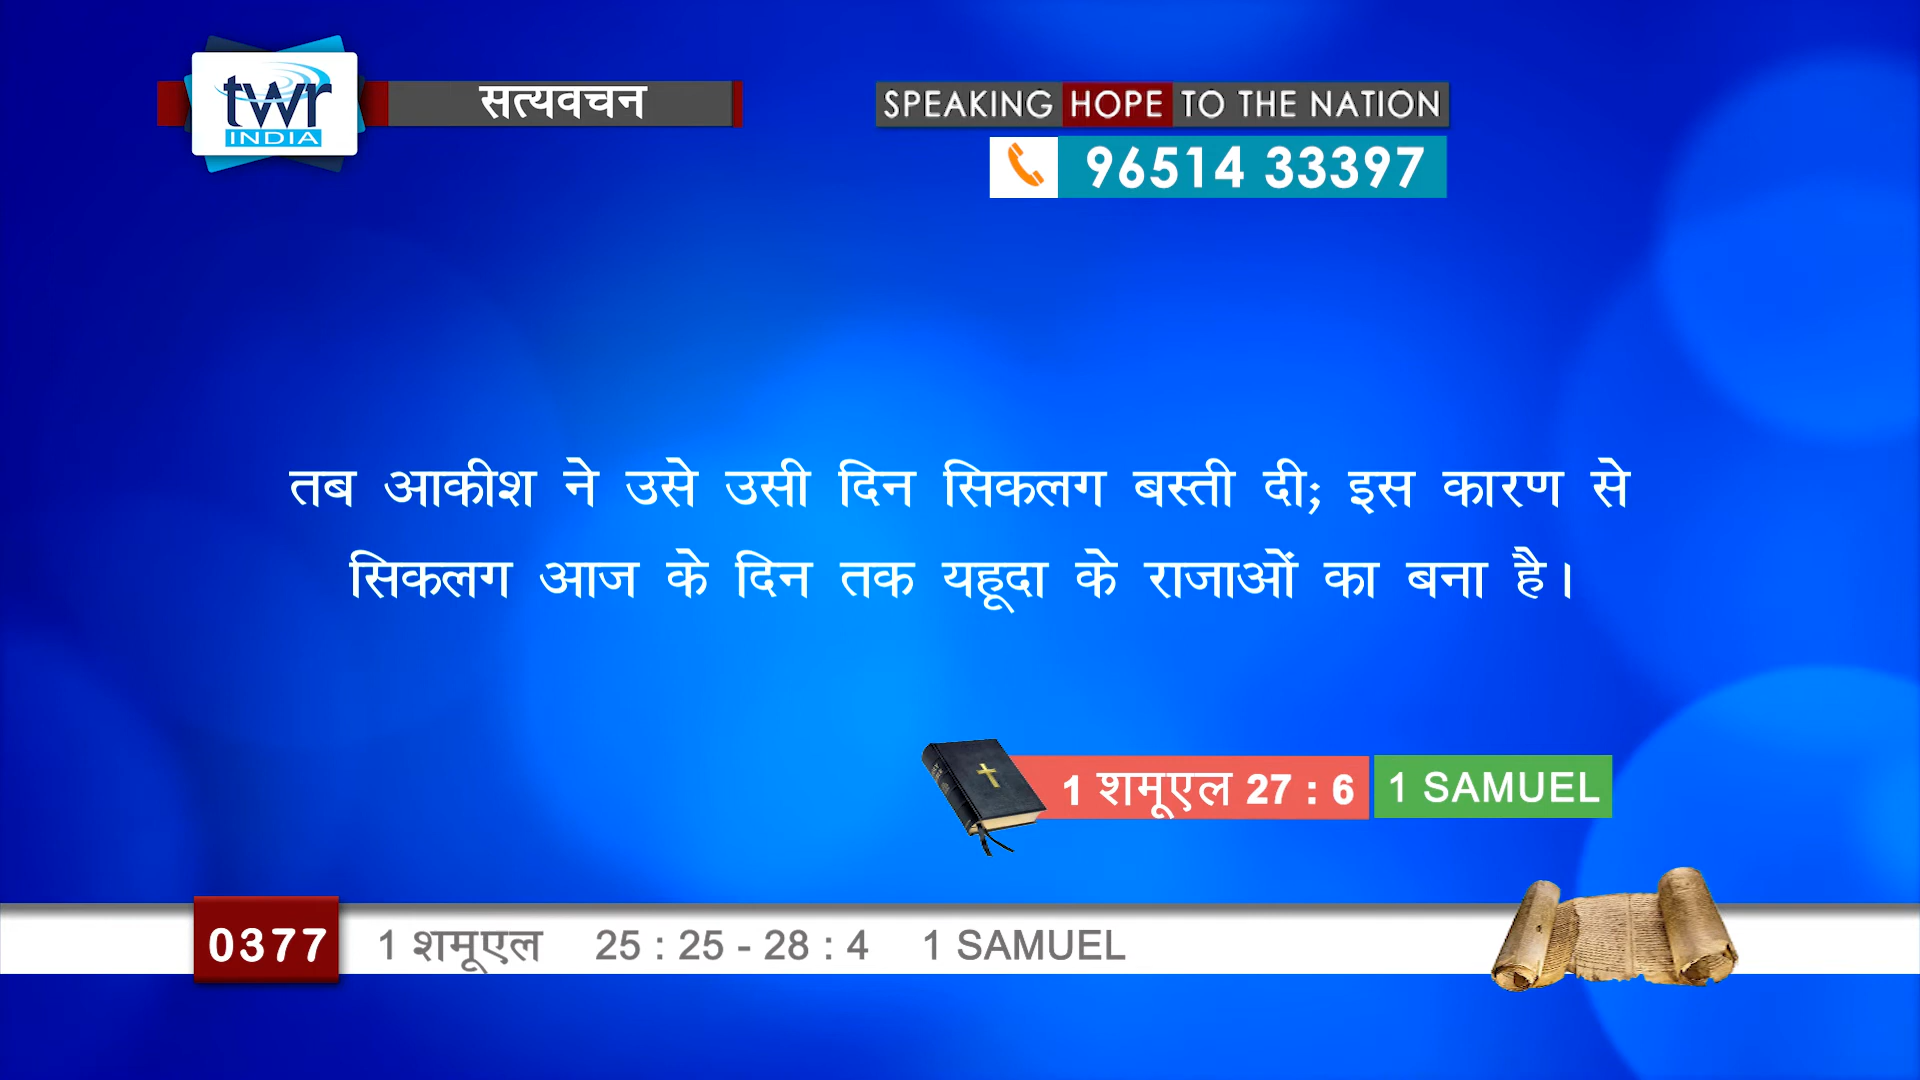 twr
INDIA
सत्यवचन
SPEAKING HOPE TO THE NATION
96514 33397
तब आकीश ने उसे उसी दिन सिकलग बस्ती दी; इस कारण से
सिकलग आज के दिन तक यहूदा के राजाओं का बना है।
1 शमूएल 27 : 6 1 SAMUEL
0377 1 शमूएल 25 : 25 - 28 : 4 1 SAMUEL